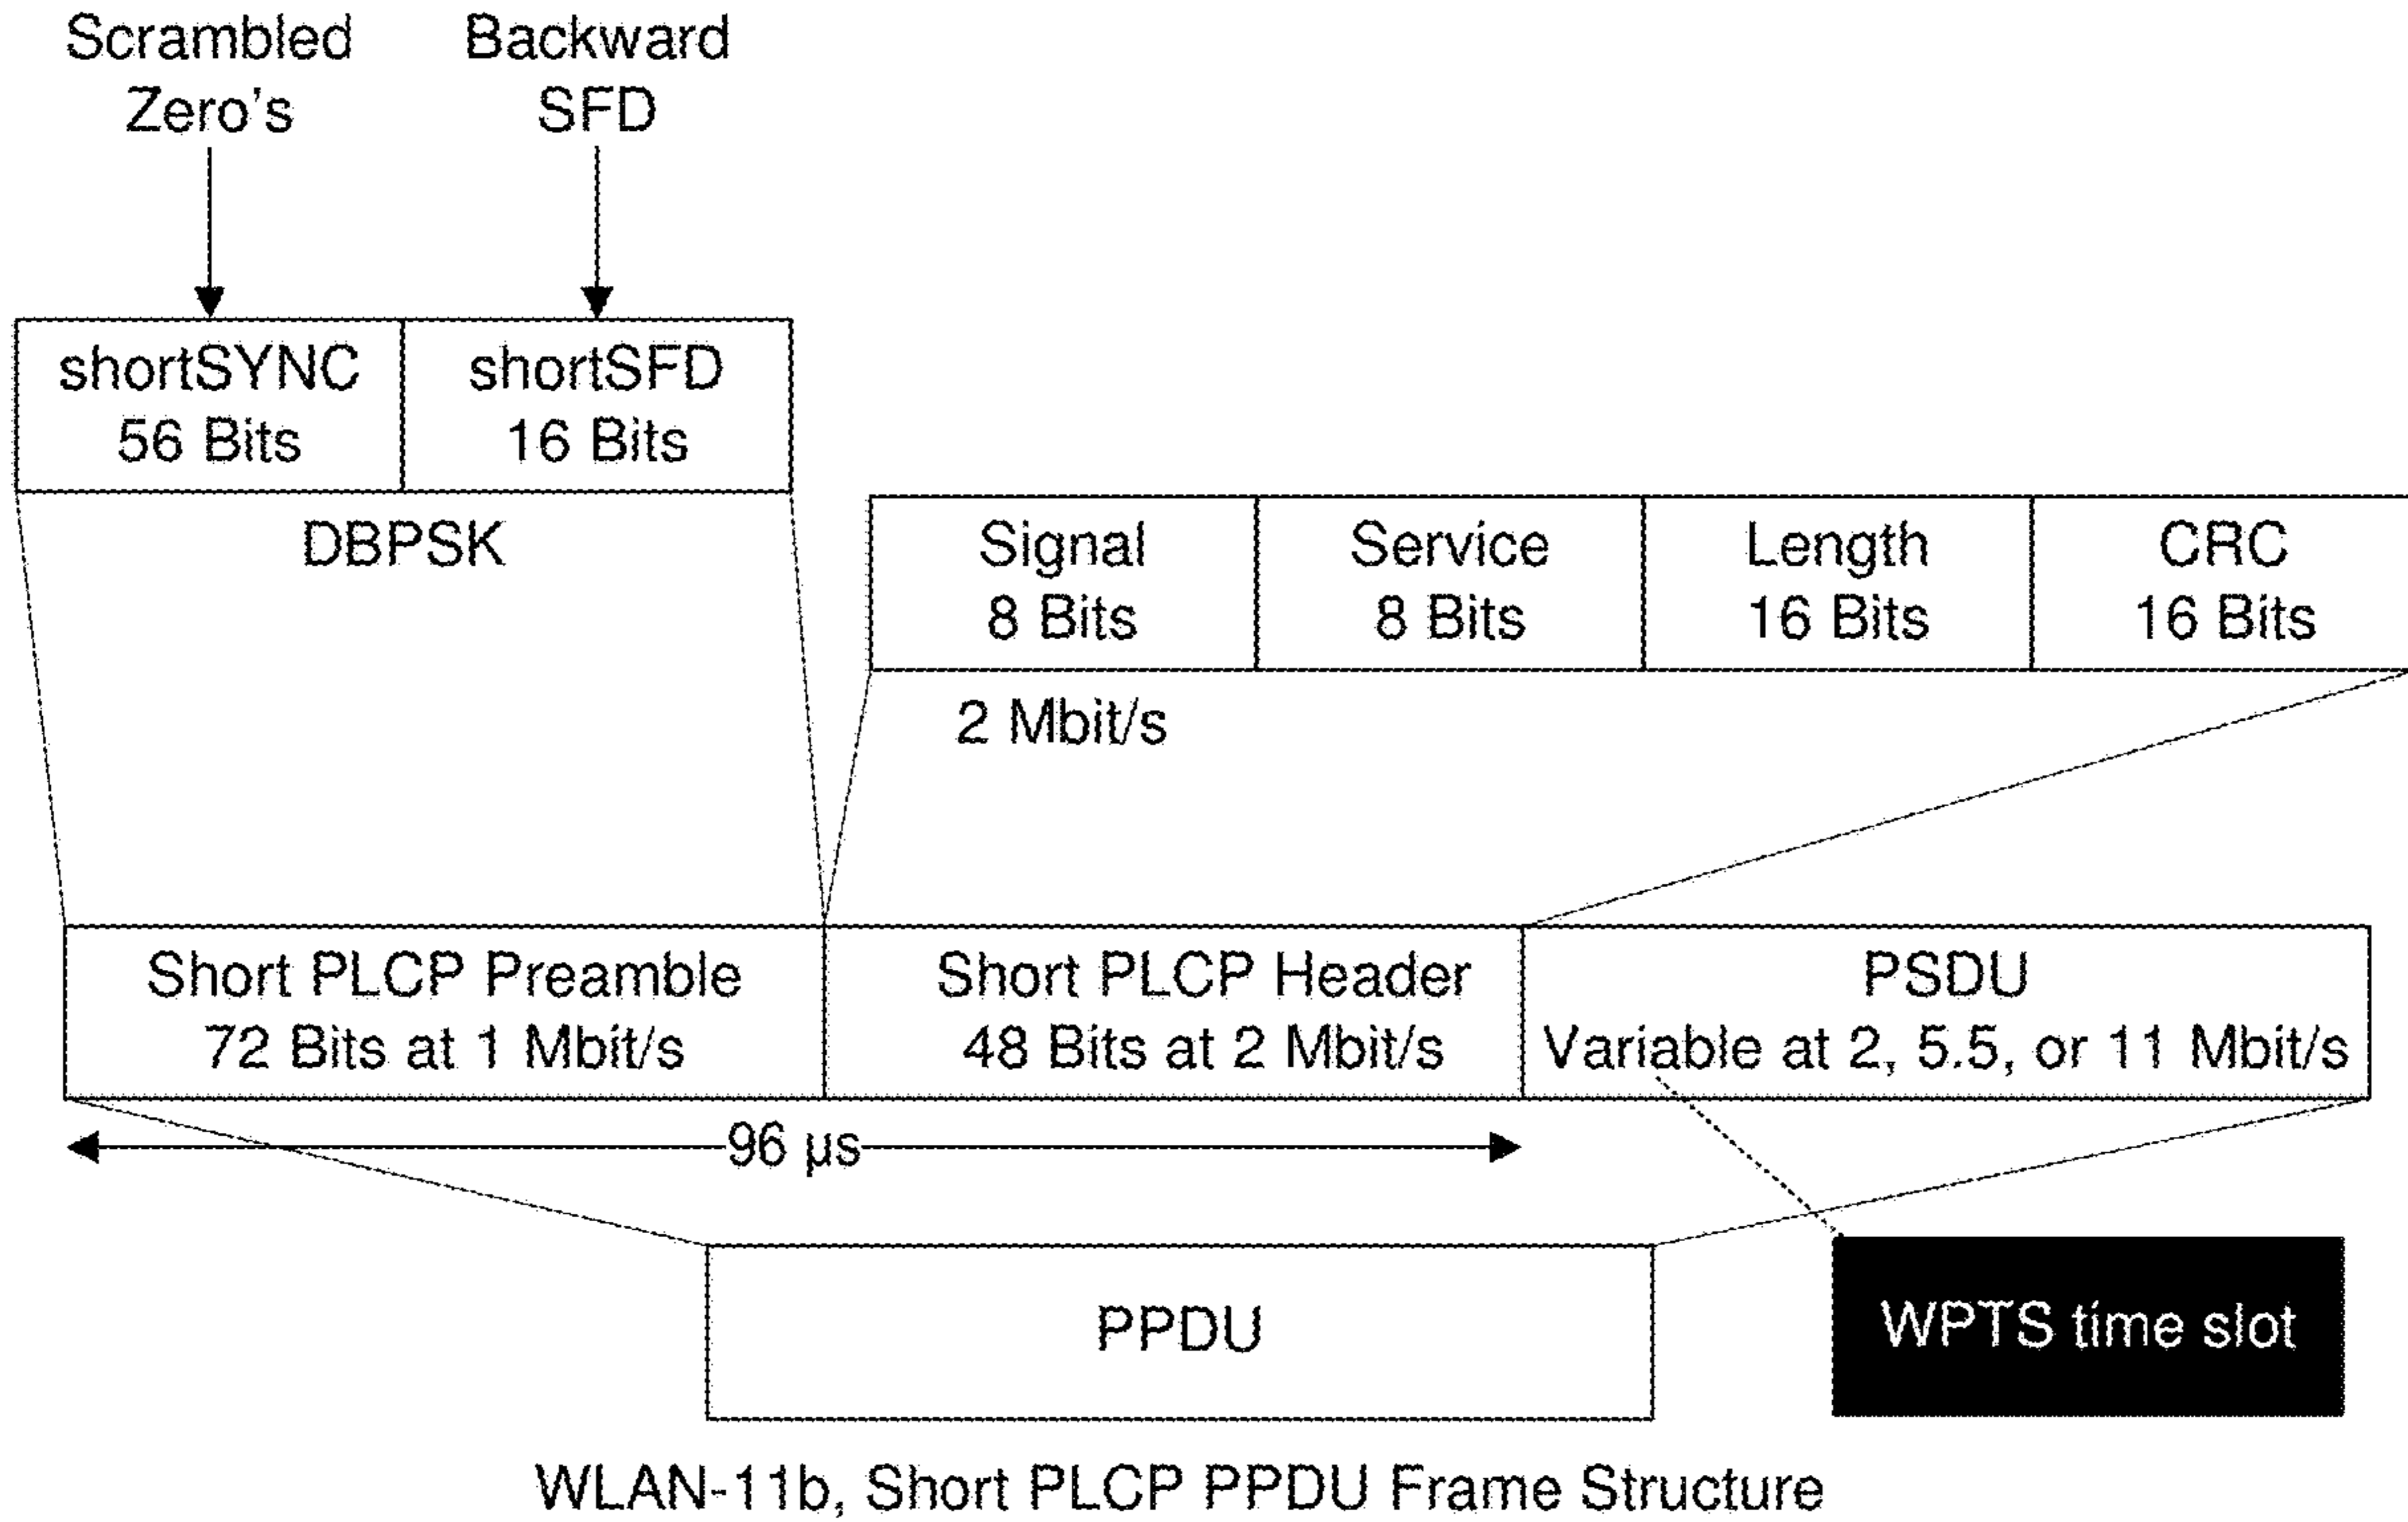 Scrambled
Zero's
Backward
SFD
shortSYNC
56 Bits
shortSFD
16 Bits
DBPSK
Signal
8 Bits
Service
8 Bits
Length
16 Bits
CRC
16 Bits
2 Mbit/s
Short PLCP Preamble
72 Bits at 1 Mbit/s
Short PLCP Header
48 Bits at 2 Mbit/s
PSDU
Variable at 2, 5.5, or 11 Mbit/s
96 µs
PPDU
WPTS time slot
WLAN-11b, Short PLCP PPDU Frame Structure